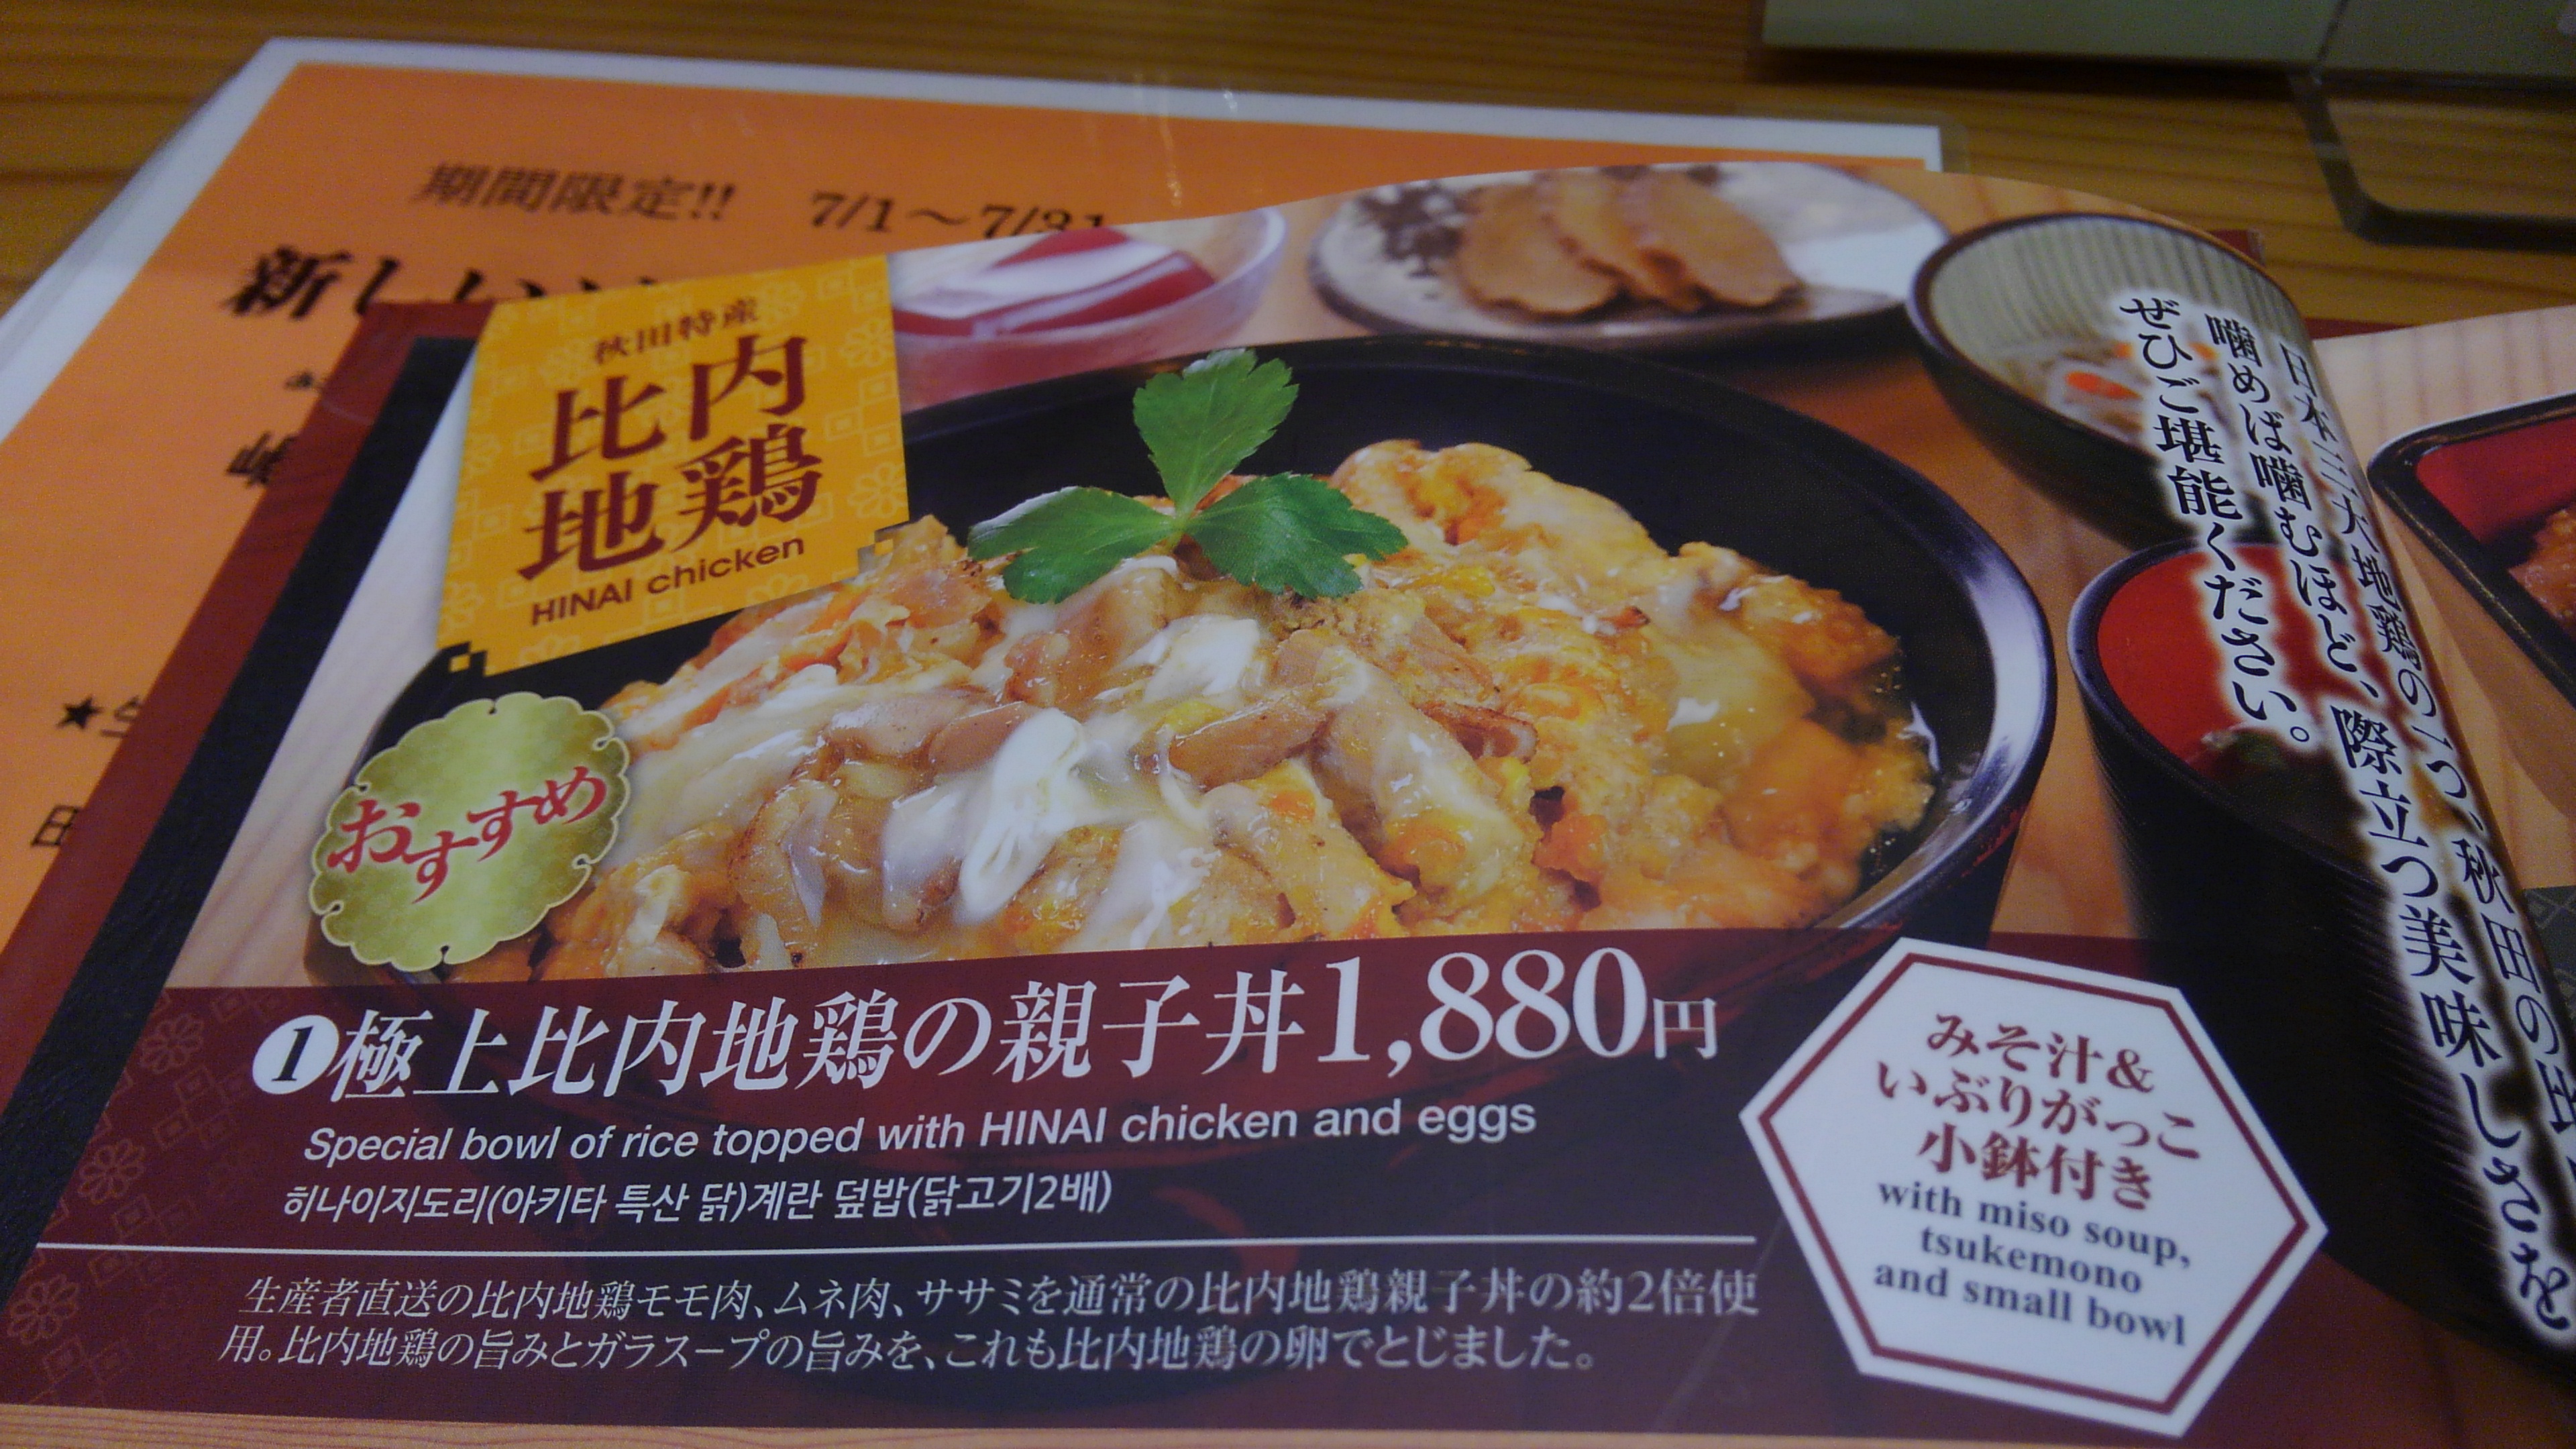 期間限定!! 7/1～7/31
秋田特産
比内
地鶏
HINAI chicken
おすすめ
日本三大地鶏の一つ、秋田の比
噛めば噛むほど、際立つ美味しさを
ぜひご堪能ください。
1極上比内地鶏の親子丼1,880円
Special bowl of rice topped with HINAI chicken and eggs
히나이지도리(아키타 특산 닭)계란 덮밥(닭고기2배)
生産者直送の比内地鶏モモ肉、ムネ肉、ササミを通常の比内地鶏親子丼の約2倍使
用。比内地鶏の旨みとガラスープの旨みを、これも比内地鶏の卵でとじました。
みそ汁&
いぶりがっこ
小鉢付き
with miso soup,
tsukemono
and small bowl